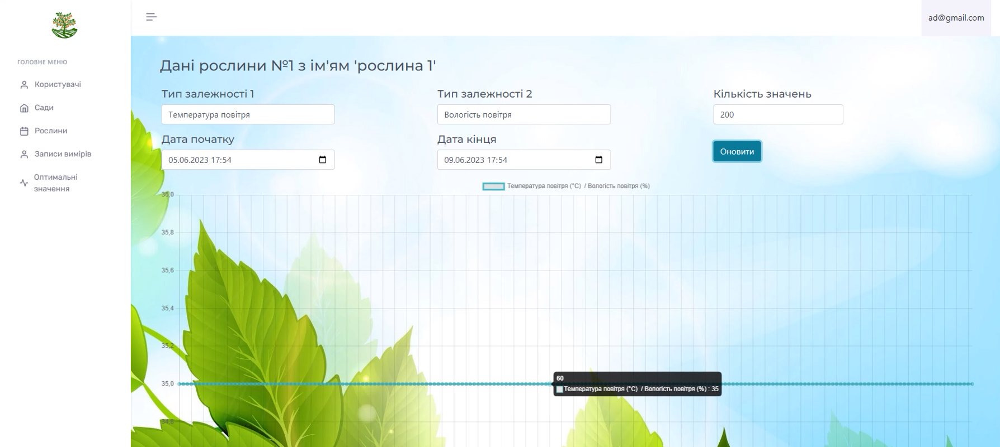 ad@gmail.com
ГОЛОВНЕ МЕНЮ
Користувачі
Сади
Рослини
Записи вимірів
Оптимальні
значення
Дані рослини №1 з ім'ям 'рослина 1'
Тип залежності 1
Тип залежності 2
Кількість значень
Температура повітря
Вологість повітря
200
Дата початку
Дата кінця
05.06.2023 17:54
09.06.2023 17:54
Оновити
Температура повітря (°C) / Вологість повітря (%)
36,0
35,8
35,6
35,4
35,2
35,0
34,8
60
Температура повітря (°C) / Вологість повітря (%) : 35